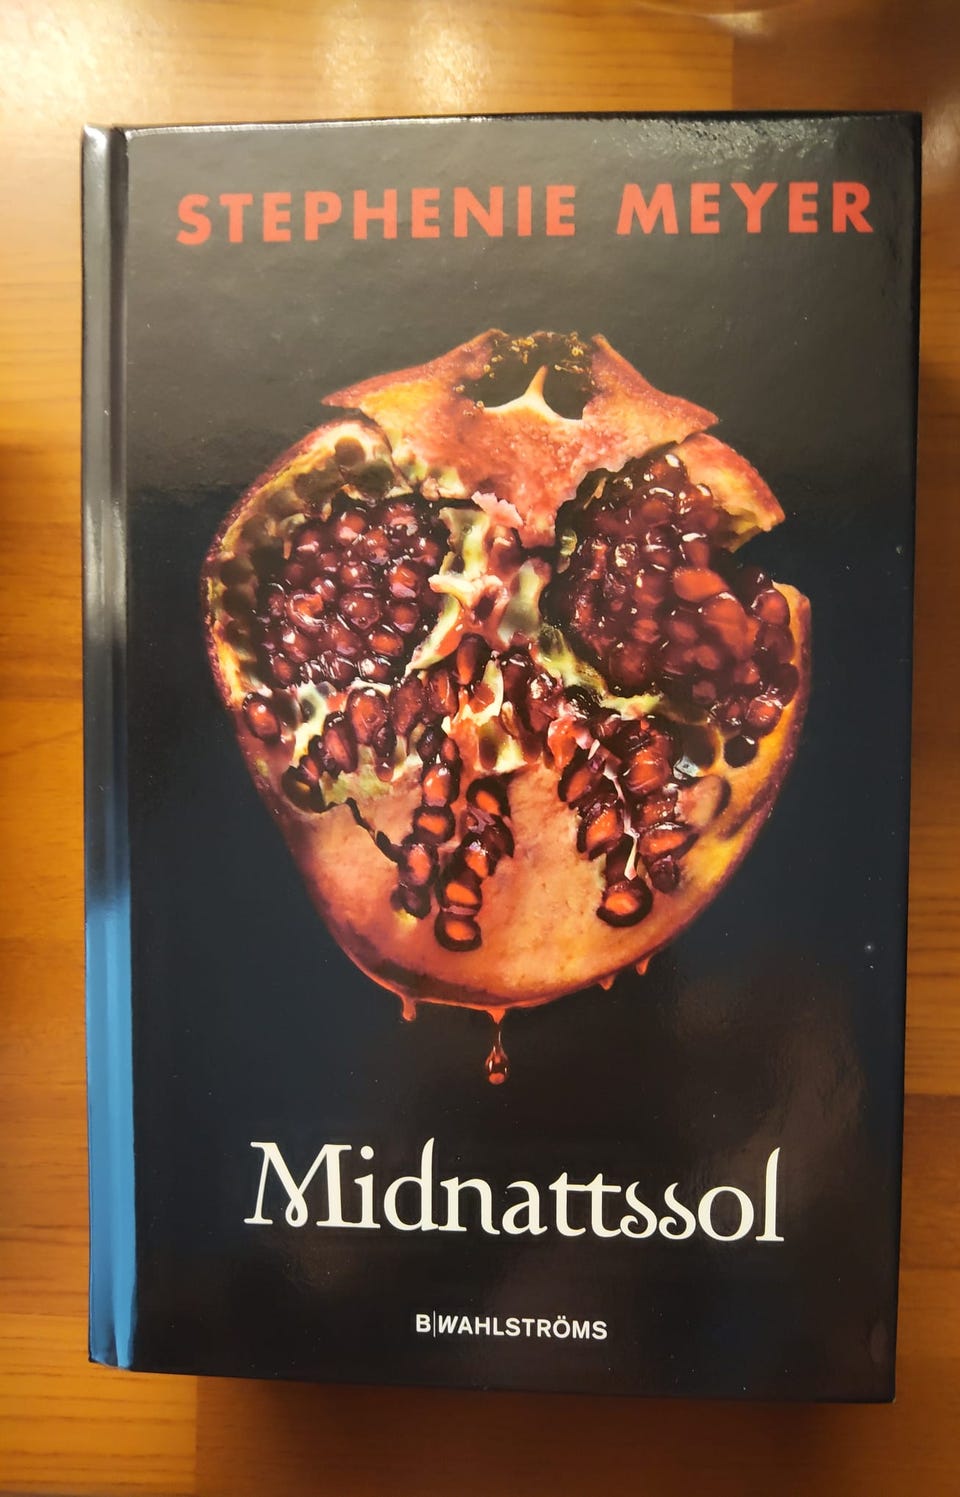 STEPHENIE MEYER
Midnattssol
B|WAHLSTRÖMS